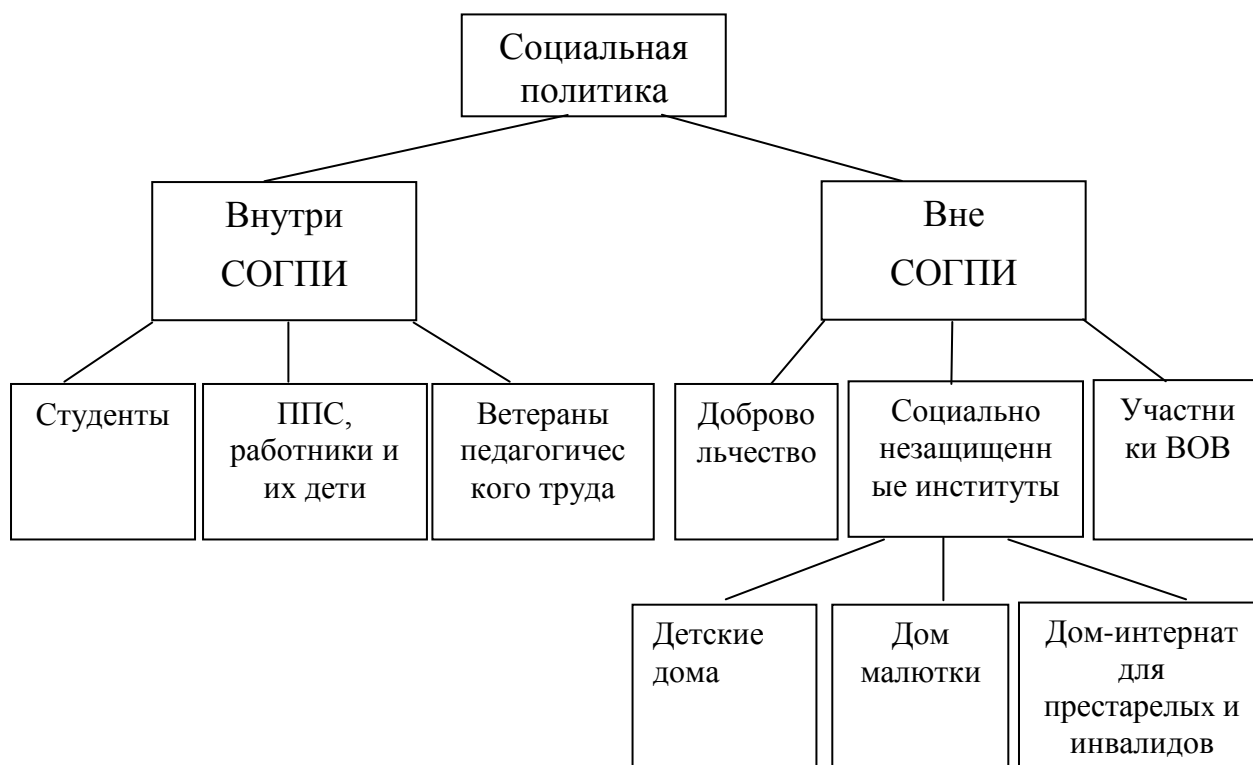 Социальная
политика
Внутри
СОГПИ
Вне
СОГПИ
Студенты
ППС,
работники и
их дети
Ветераны
педагогичес
кого труда
Доброво
льчество
Социально
незащищенн
ые институты
Участни
ки ВОВ
Детские
дома
Дом
малютки
Дом-интернат
для
престарелых и
инвалидов